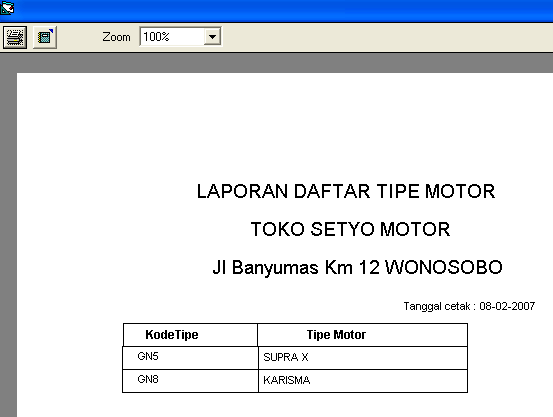 Zoom 100%
LAPORAN DAFTAR TIPE MOTOR
TOKO SETYO MOTOR
Jl Banyumas Km 12 WONOSOBO
Tanggal cetak : 08-02-2007
KodeTipe Tipe Motor
GN5 SUPRA X
GN8 KARISMA